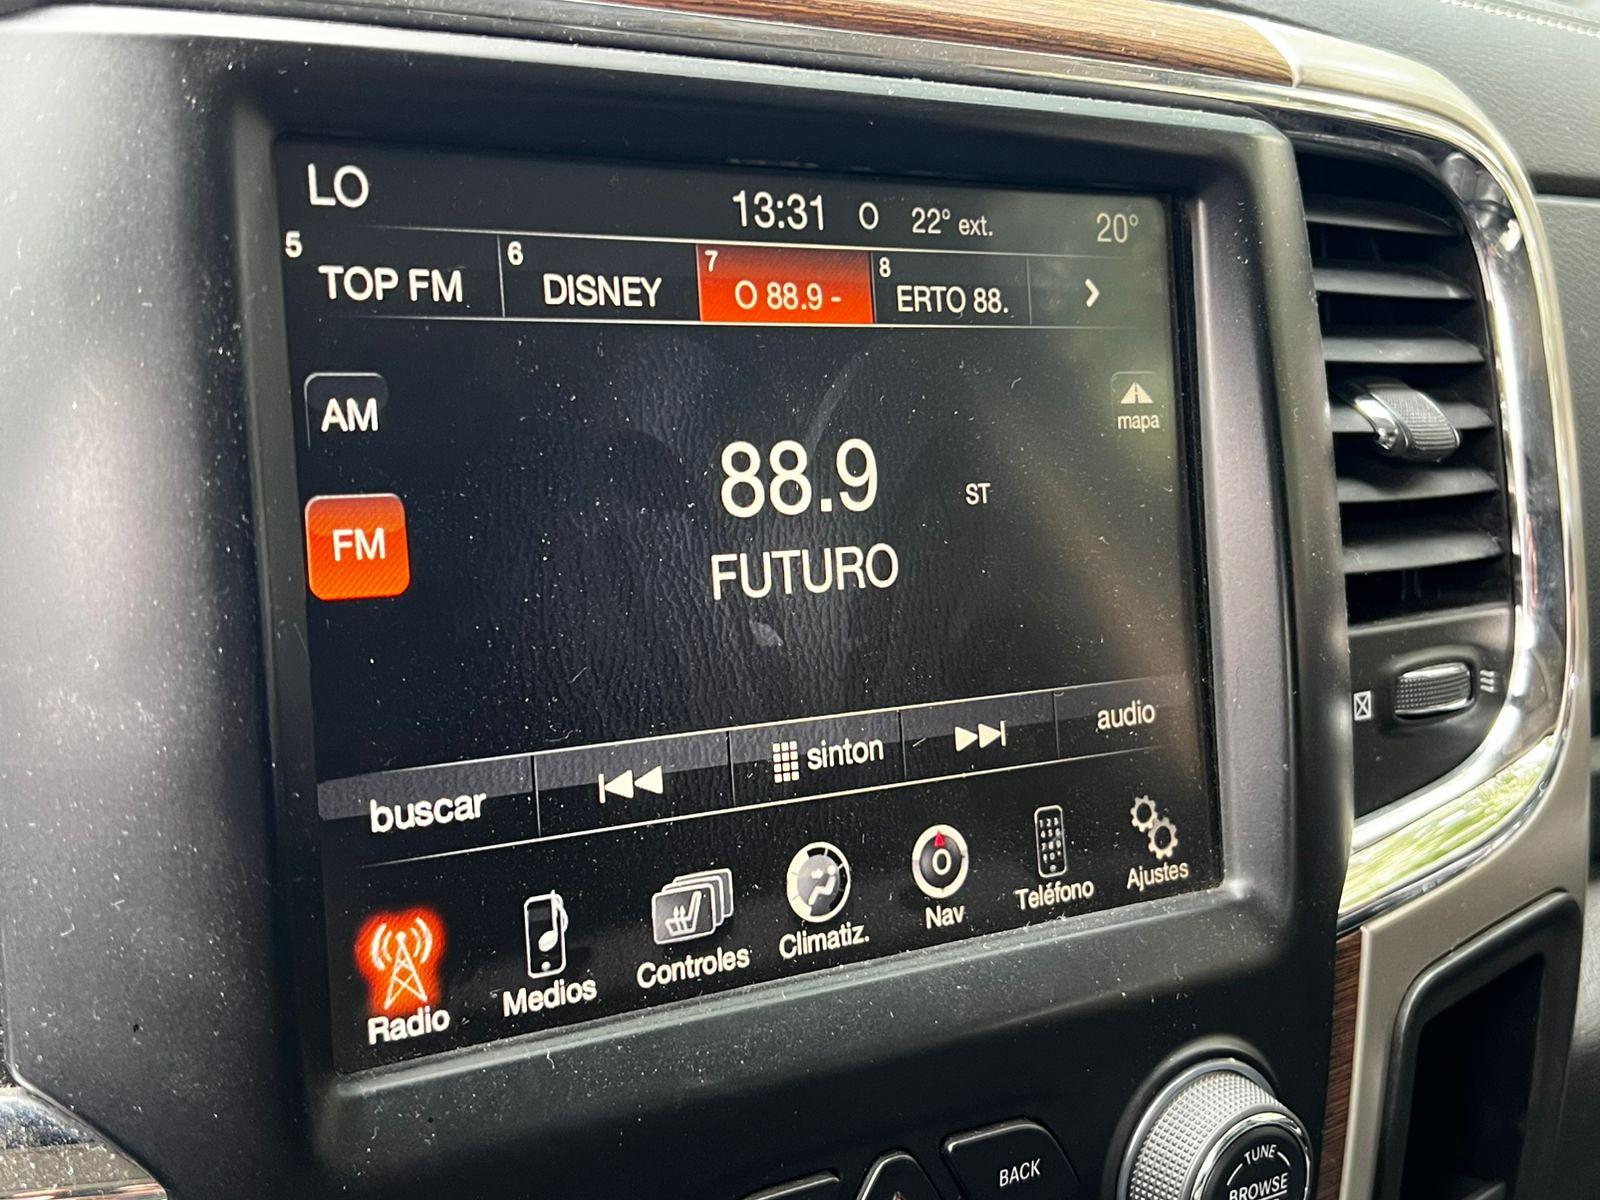 LO
13:31 O 22° ext. 20°
5 TOP FM 6 DISNEY 7 O 88.9 - 8 ERTO 88.
AM
mapa
88.9 ST
FM
FUTURO
buscar sinton audio
Radio Medios Controles Climatiz. Nav Teléfono Ajustes
BACK
TUNE
BROWSE